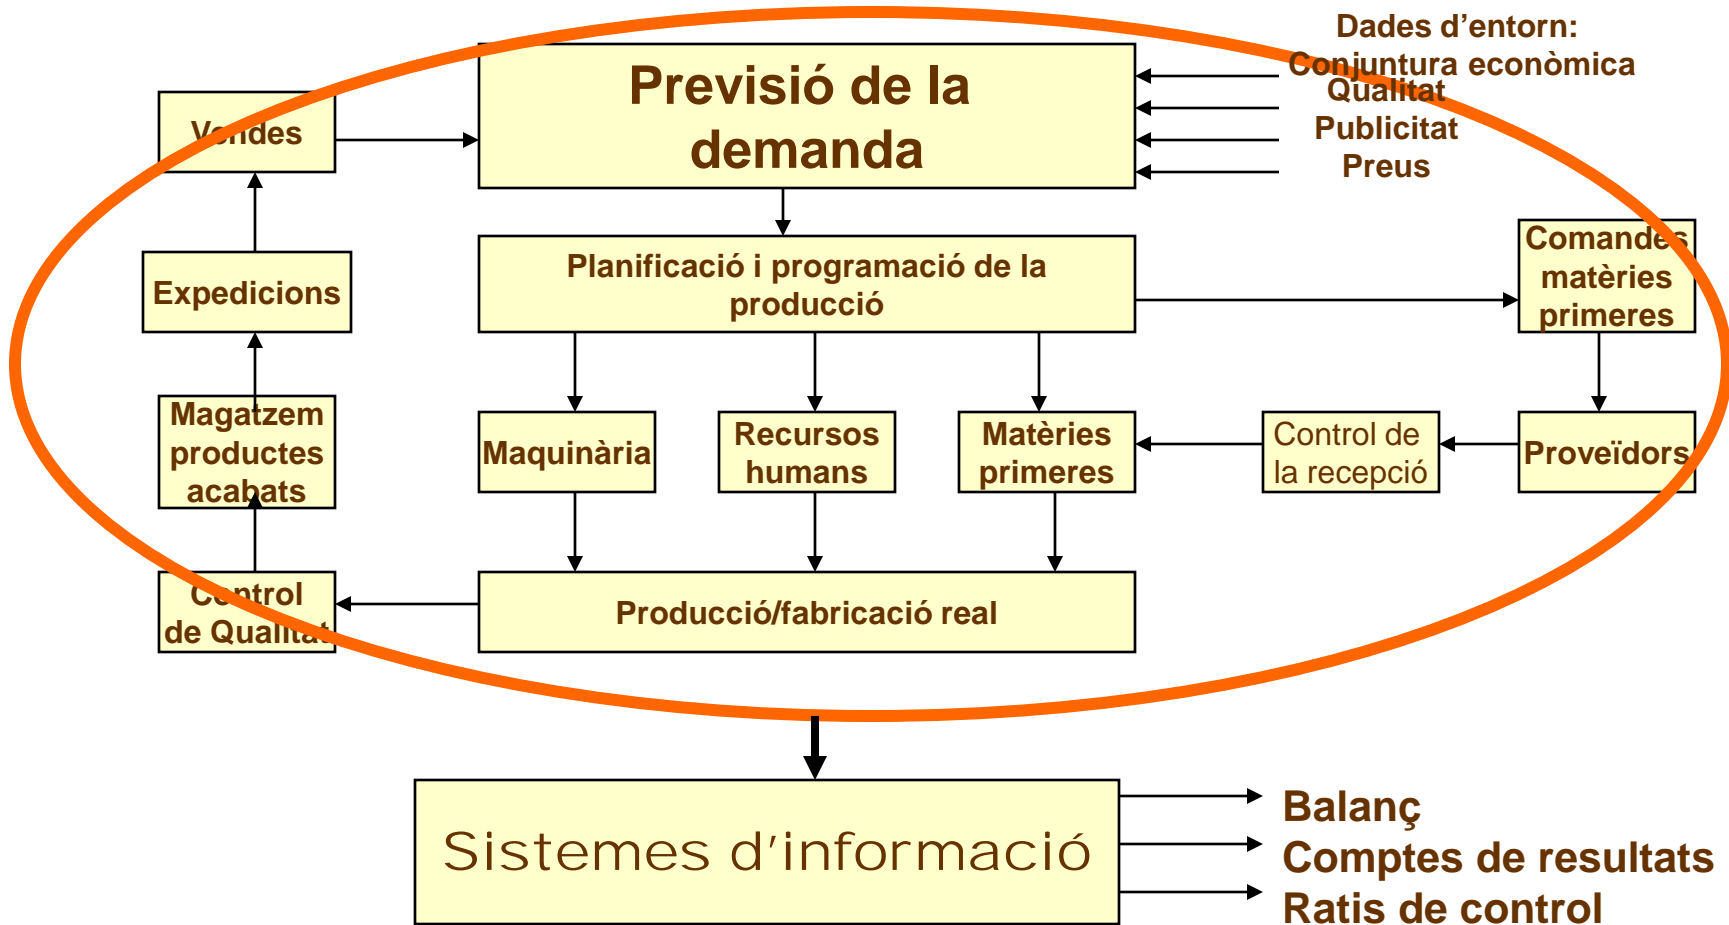 Dades d’entorn:
Conjuntura econòmica
Qualitat
Publicitat
Preus
Previsió de la
demanda
Vendes
Planificació i programació de la
producció
Comandes
matèries
primeres
Expedicions
Magatzem
productes
acabats
Maquinària
Recursos
humans
Matèries
primeres
Control de
la recepció
Proveïdors
Control
de Qualitat
Producció/fabricació real
Sistemes d'informació
Balanç
Comptes de resultats
Ratis de control